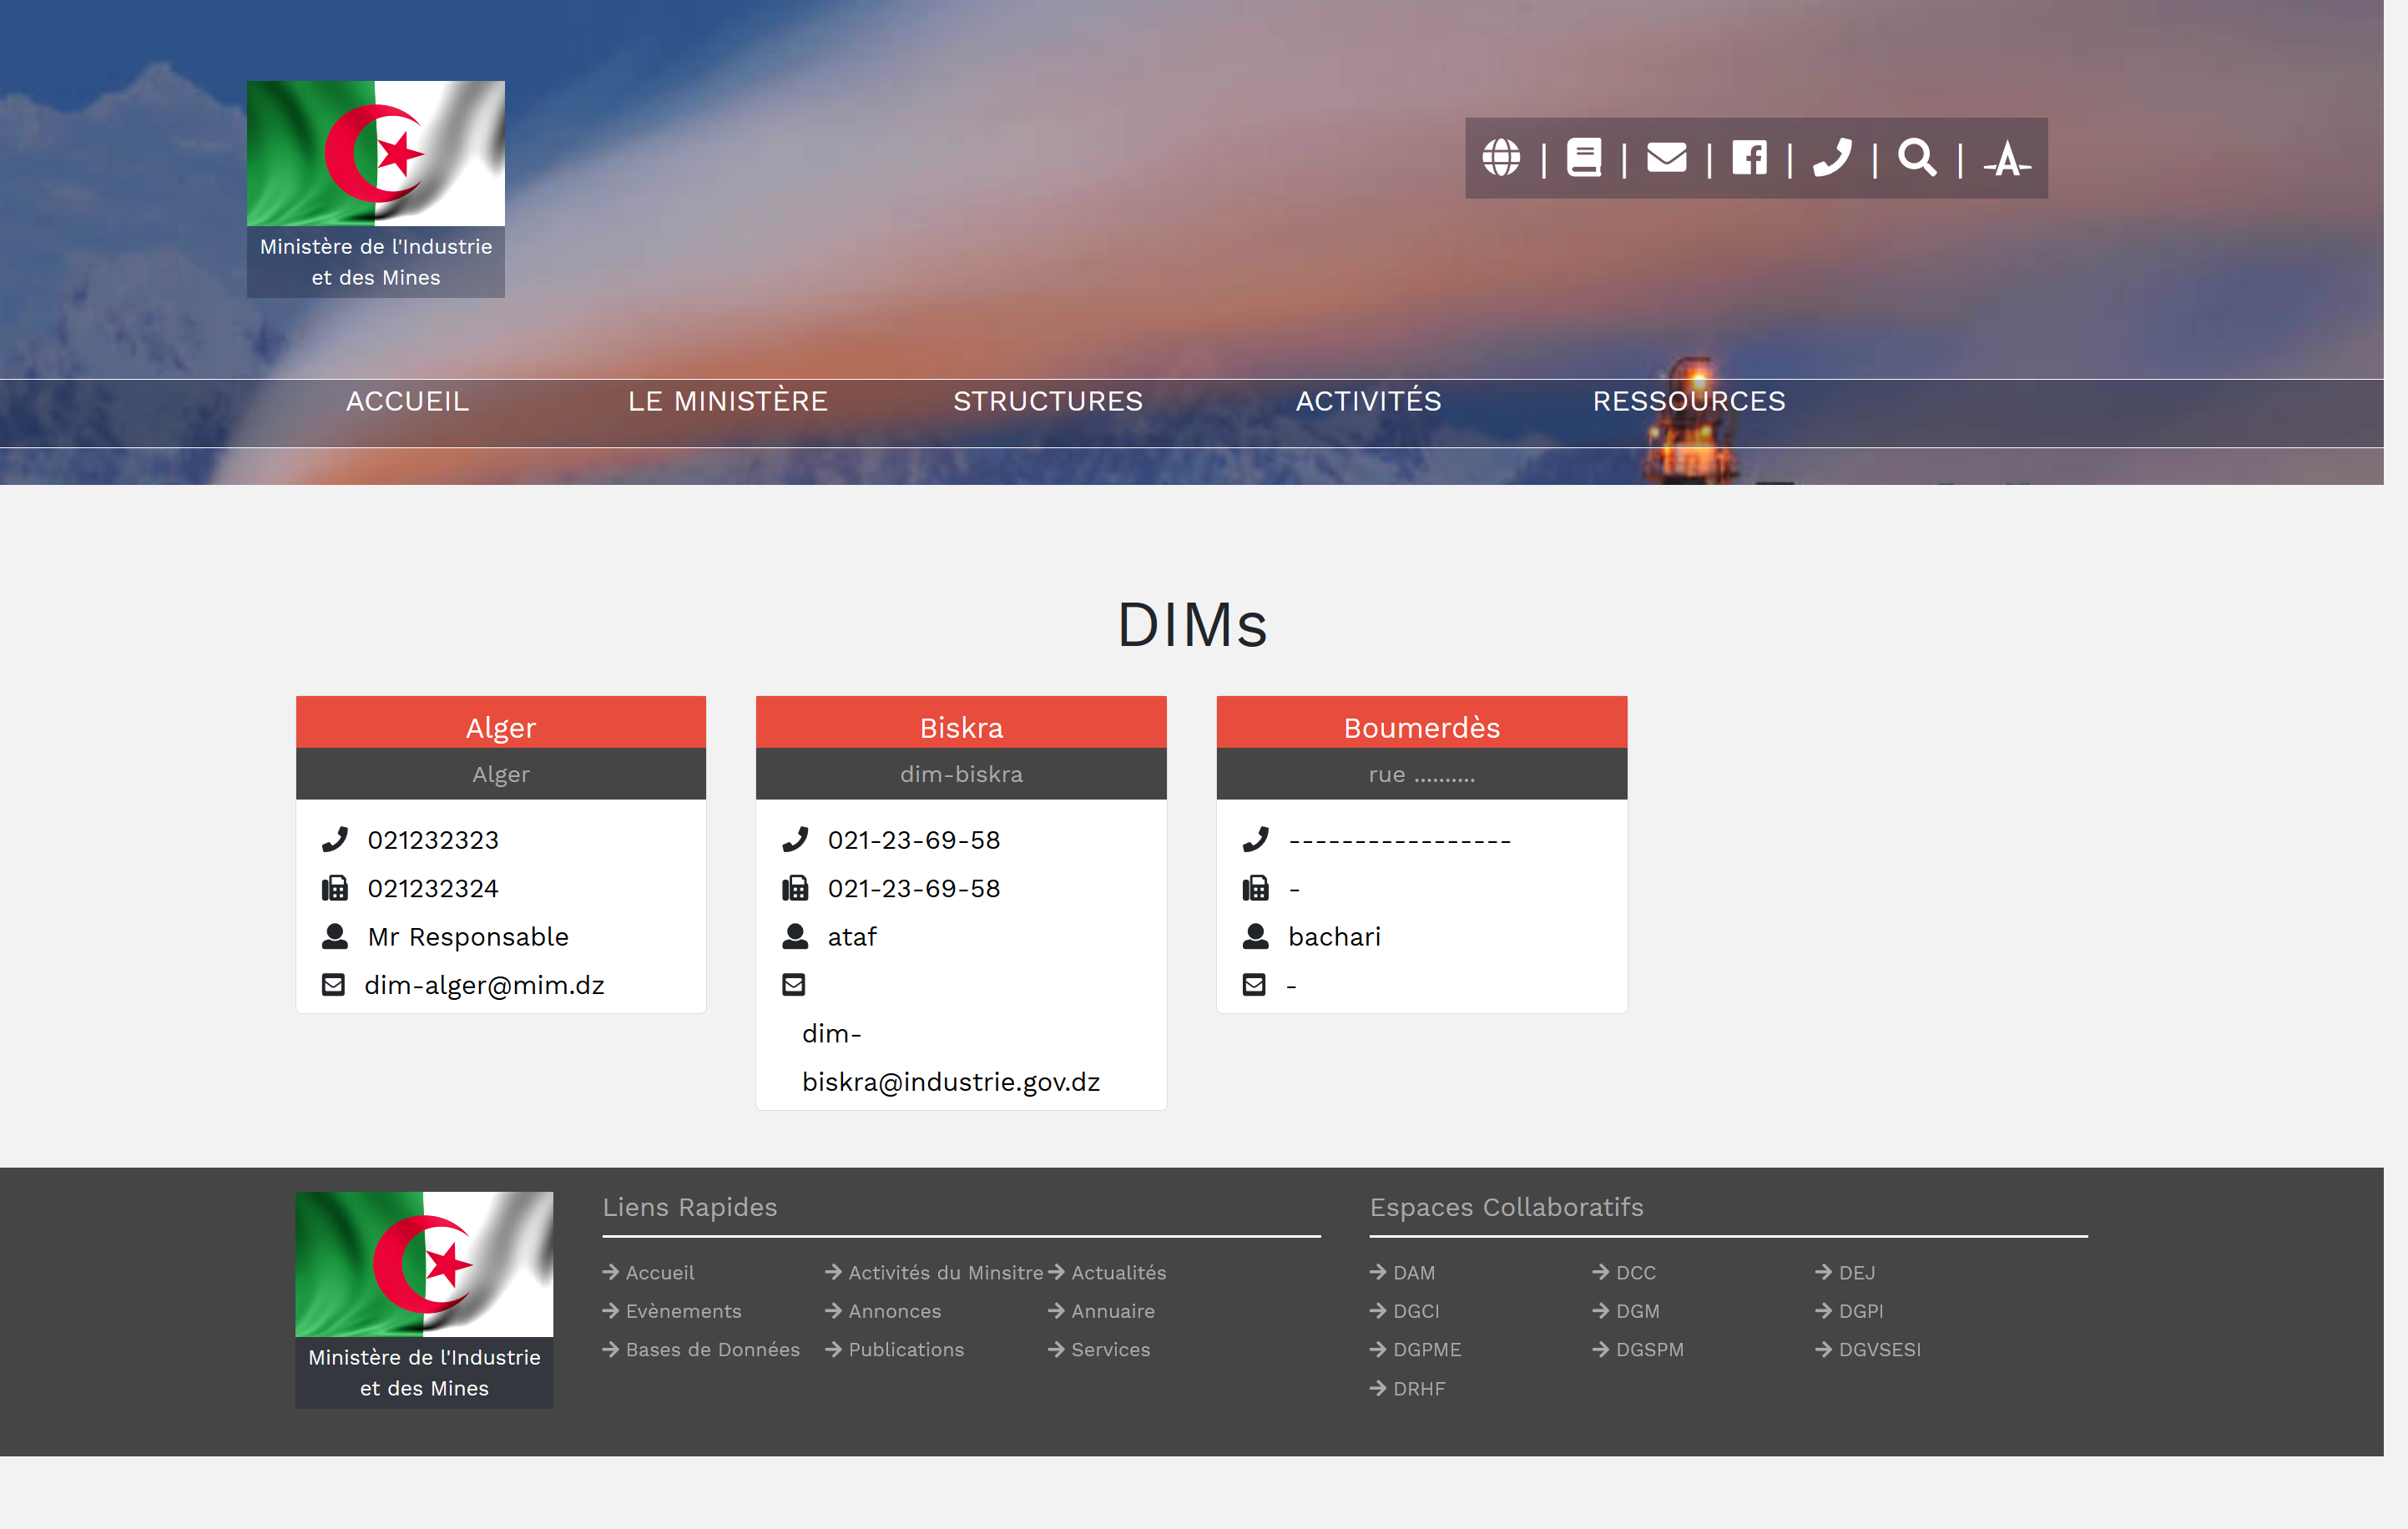 Ministère de l'Industrie
et des Mines
| | | | | |
ACCUEIL LE MINISTÈRE STRUCTURES ACTIVITÉS RESSOURCES
DIMs
Alger
Alger
021232323
021232324
Mr Responsable
dim-alger@mim.dz
Biskra
dim-biskra
021-23-69-58
021-23-69-58
ataf
dim-
biskra@industrie.gov.dz
Boumerdès
rue ..........
-----------------
-
bachari
-
Ministère de l'Industrie
et des Mines
Liens Rapides
Accueil Activités du Minsitre Actualités
Evènements Annonces Annuaire
Bases de Données Publications Services
Espaces Collaboratifs
DAM DCC DEJ
DGCI DGM DGPI
DGPME DGSPM DGVSESI
DRHF